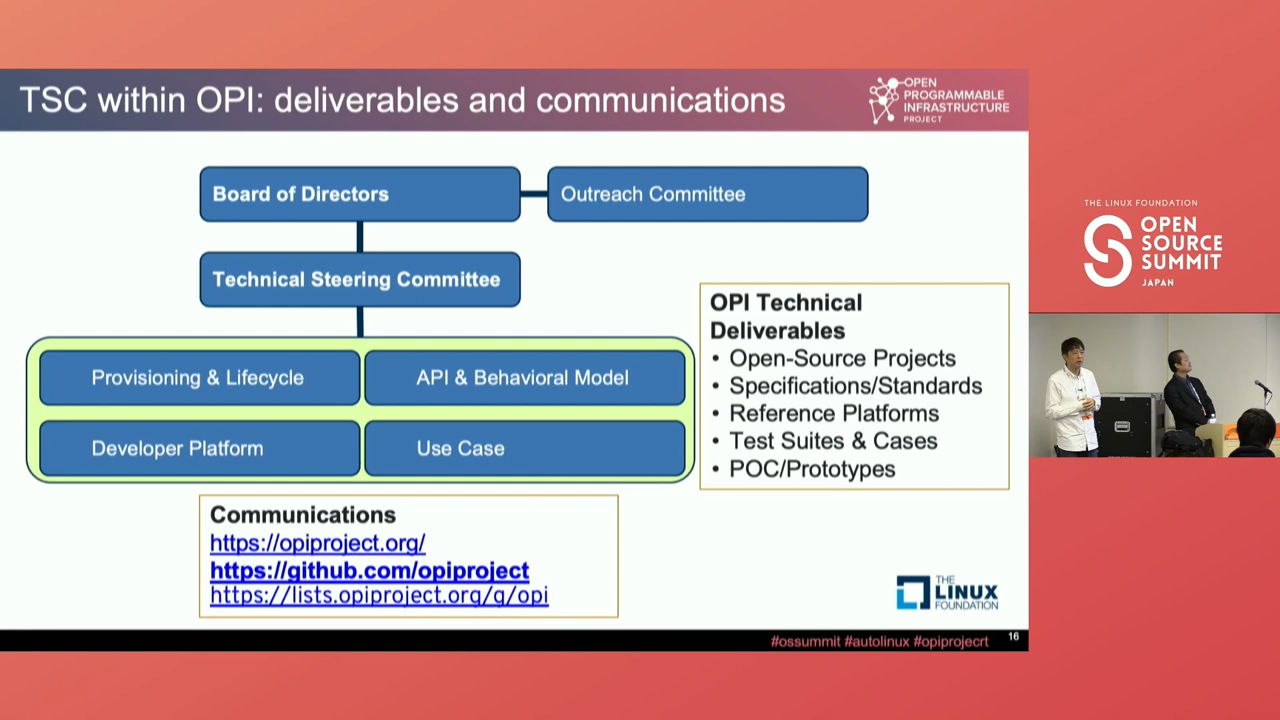 TSC within OPI: deliverables and communications
OPEN
PROGRAMMABLE
INFRASTRUCTURE
PROJECT
Board of Directors
Outreach Committee
Technical Steering Committee
Provisioning & Lifecycle
API & Behavioral Model
Developer Platform
Use Case
OPI Technical
Deliverables
• Open-Source Projects
• Specifications/Standards
• Reference Platforms
• Test Suites & Cases
• POC/Prototypes
Communications
https://opiproject.org/
https://github.com/opiproject
https://lists.opiproject.org/g/opi
THE
LINUX
FOUNDATION
#ossummit #autolinux #opiprojecrt
16
THE LINUX FOUNDATION
OPEN
SOURCE
SUMMIT
JAPAN